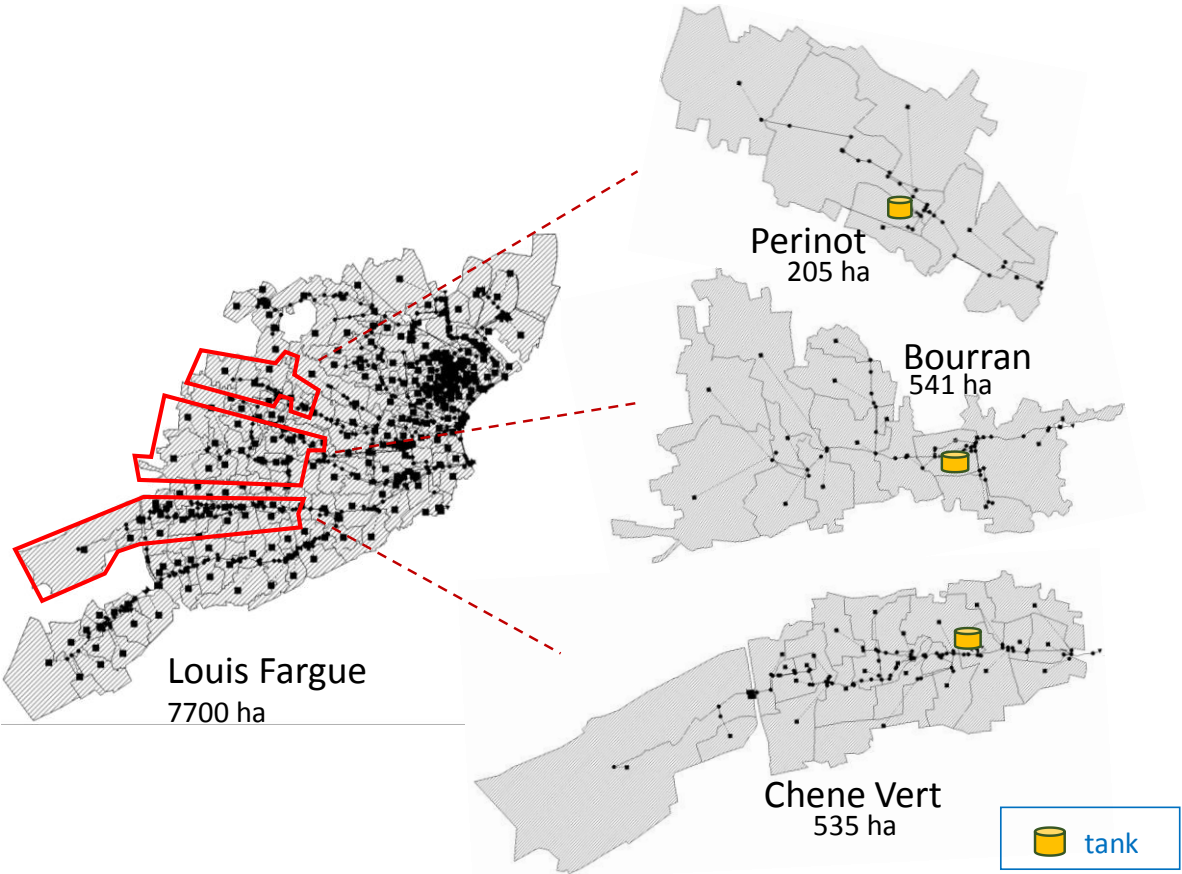 Perinot
205 ha
Bourran
541 ha
Louis Fargue
7700 ha
Chene Vert
535 ha
tank